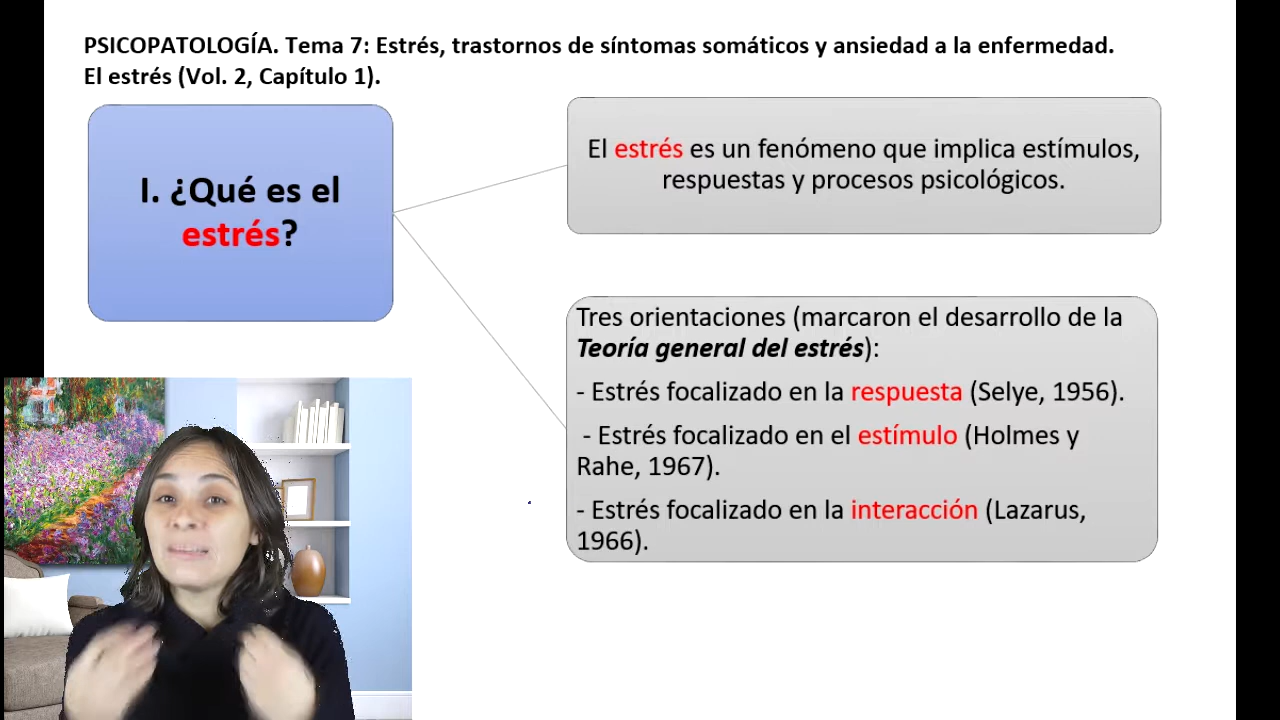 PSICOPATOLOGÍA. Tema 7: Estrés, trastornos de síntomas somáticos y ansiedad a la enfermedad.
El estrés (Vol. 2, Capítulo 1).
I. ¿Qué es el
estrés?
El estrés es un fenómeno que implica estímulos,
respuestas y procesos psicológicos.
Tres orientaciones (marcaron el desarrollo de la
Teoría general del estrés):
- Estrés focalizado en la respuesta (Selye, 1956).
- Estrés focalizado en el estímulo (Holmes y
Rahe, 1967).
- Estrés focalizado en la interacción (Lazarus,
1966).